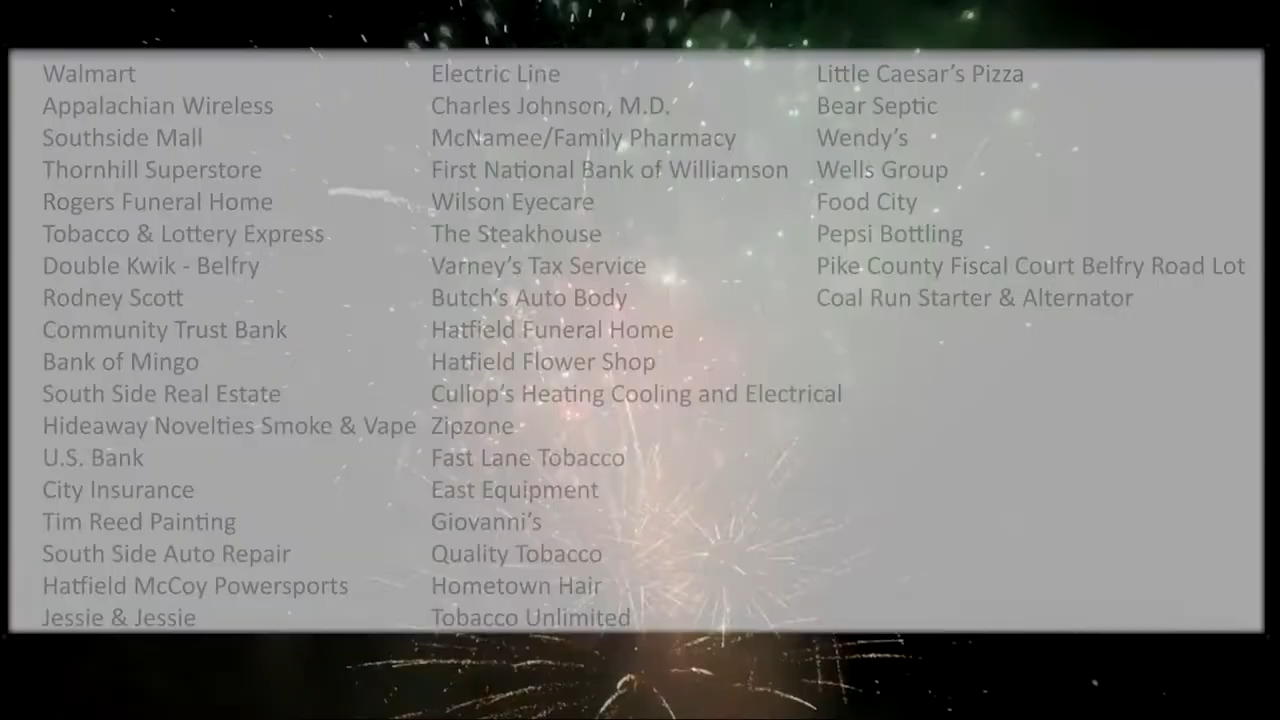 Walmart
Appalachian Wireless
Southside Mall
Thornhill Superstore
Rogers Funeral Home
Tobacco & Lottery Express
Double Kwik - Belfry
Rodney Scott
Community Trust Bank
Bank of Mingo
South Side Real Estate
Hideaway Novelties Smoke & Vape
U.S. Bank
City Insurance
Tim Reed Painting
South Side Auto Repair
Hatfield McCoy Powersports
Jessie & Jessie
Electric Line
Charles Johnson, M.D.
McNamee/Family Pharmacy
First National Bank of Williamson
Wilson Eyecare
The Steakhouse
Varney’s Tax Service
Butch’s Auto Body
Hatfield Funeral Home
Hatfield Flower Shop
Cullop’s Heating Cooling and Electrical
Zipzone
Fast Lane Tobacco
East Equipment
Giovanni’s
Quality Tobacco
Hometown Hair
Tobacco Unlimited
Little Caesar’s Pizza
Bear Septic
Wendy’s
Wells Group
Food City
Pepsi Bottling
Pike County Fiscal Court Belfry Road Lot
Coal Run Starter & Alternator